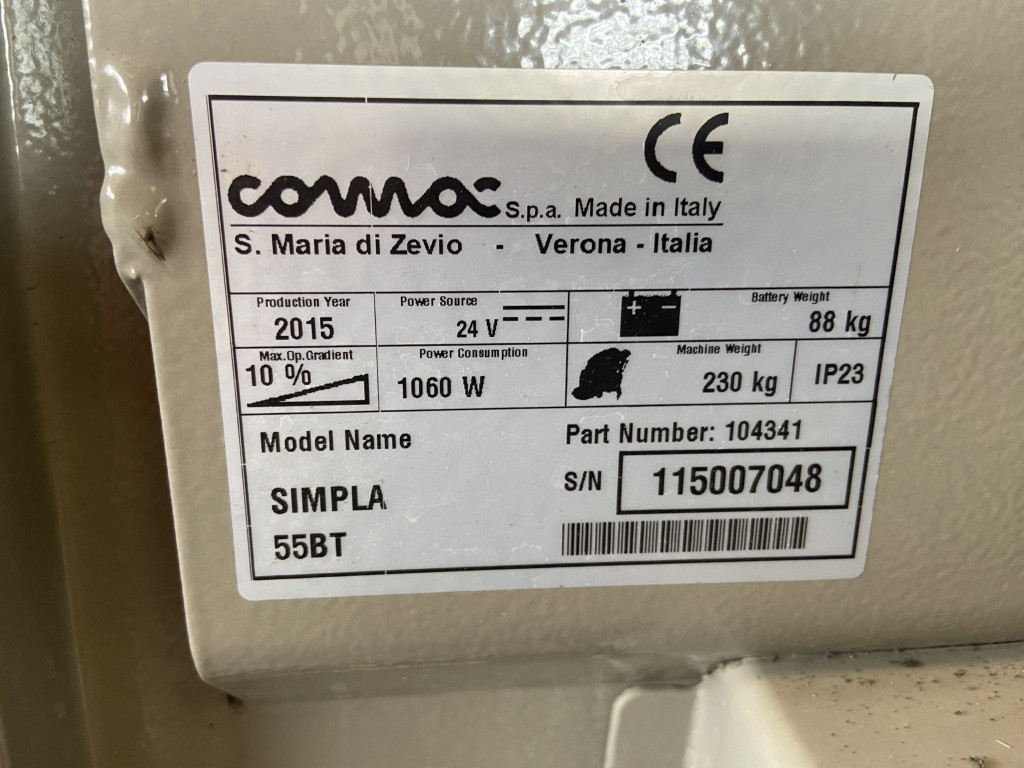 CE
comac S.p.a. Made in Italy
S. Maria di Zevio - Verona - Italia
Production Year
2015
Power Source
24 V
+ -
Battery Weight
88 kg
Max.Op.Gradient
10 %
Power Consumption
1060 W
Machine Weight
230 kg
IP23
Model Name
SIMPLA
55BT
Part Number: 104341
S/N 115007048